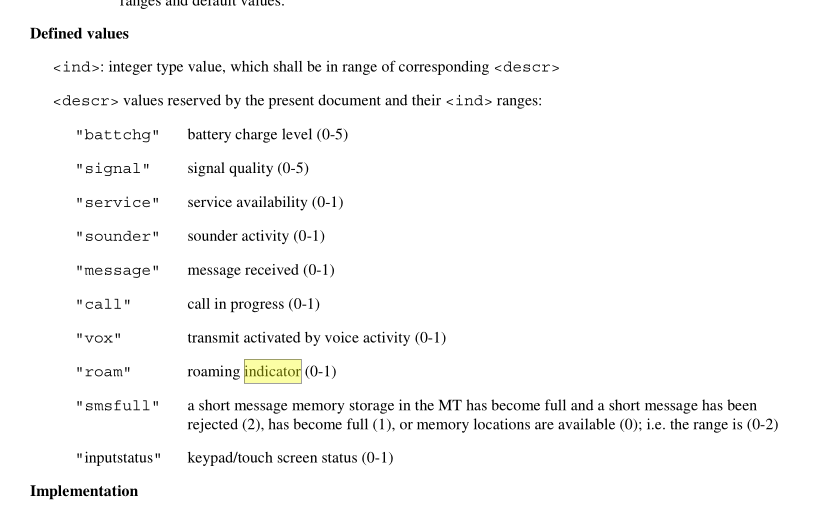 ranges and default values.
Defined values
<ind>: integer type value, which shall be in range of corresponding <descr>
<descr> values reserved by the present document and their <ind> ranges:
"battchg" battery charge level (0-5)
"signal" signal quality (0-5)
"service" service availability (0-1)
"sounder" sounder activity (0-1)
"message" message received (0-1)
"call" call in progress (0-1)
"vox" transmit activated by voice activity (0-1)
"roam" roaming indicator (0-1)
"smsfull" a short message memory storage in the MT has become full and a short message has been
rejected (2), has become full (1), or memory locations are available (0); i.e. the range is (0-2)
"inputstatus" keypad/touch screen status (0-1)
Implementation